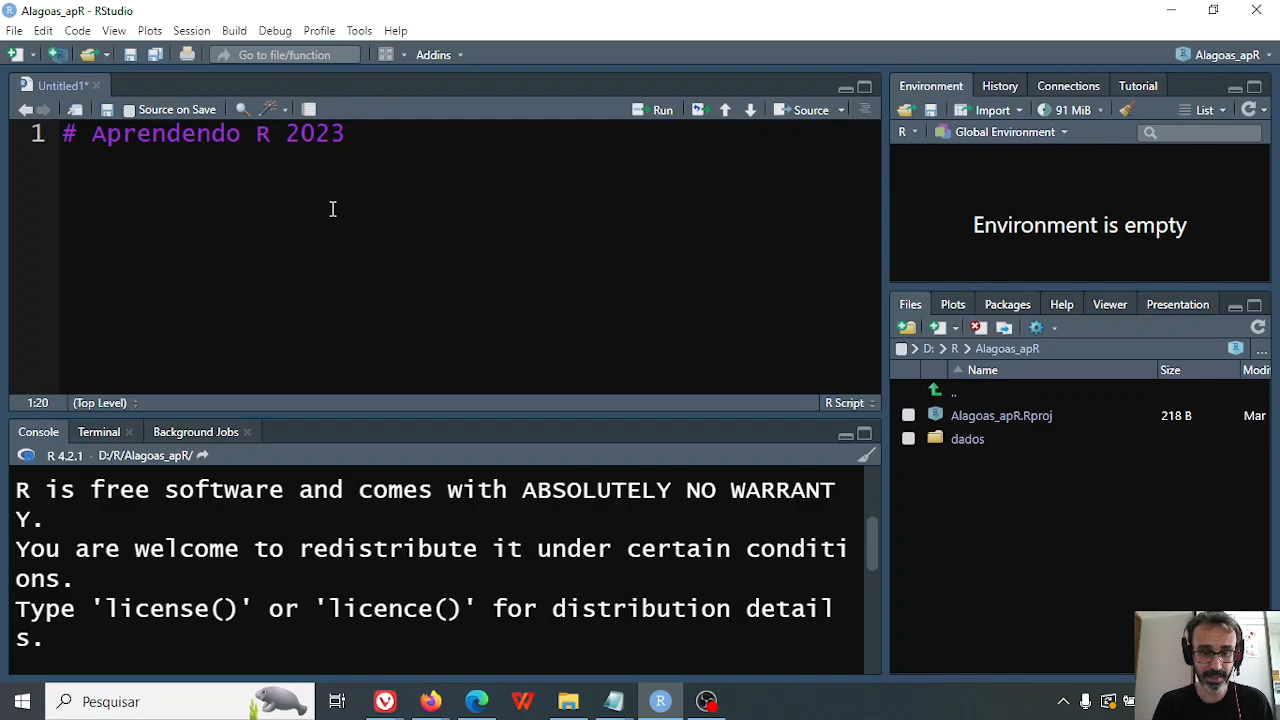 Alagoas_apR - RStudio
File Edit Code View Plots Session Build Debug Profile Tools Help
Go to file/function Addins Alagoas_apR
Untitled1*
Source on Save Run Source
1 # Aprendendo R 2023
1:20 (Top Level) R Script
Console Terminal Background Jobs
R 4.2.1 · D:/R/Alagoas_apR/
R is free software and comes with ABSOLUTELY NO WARRANT
Y.
You are welcome to redistribute it under certain conditi
ons.
Type 'license()' or 'licence()' for distribution detail
s.
Environment History Connections Tutorial
Import 91 MiB List
R Global Environment
Environment is empty
Files Plots Packages Help Viewer Presentation
D: R Alagoas_apR ...
Name Size Modi
..
Alagoas_apR.Rproj 218 B Mar
dados
Pesquisar